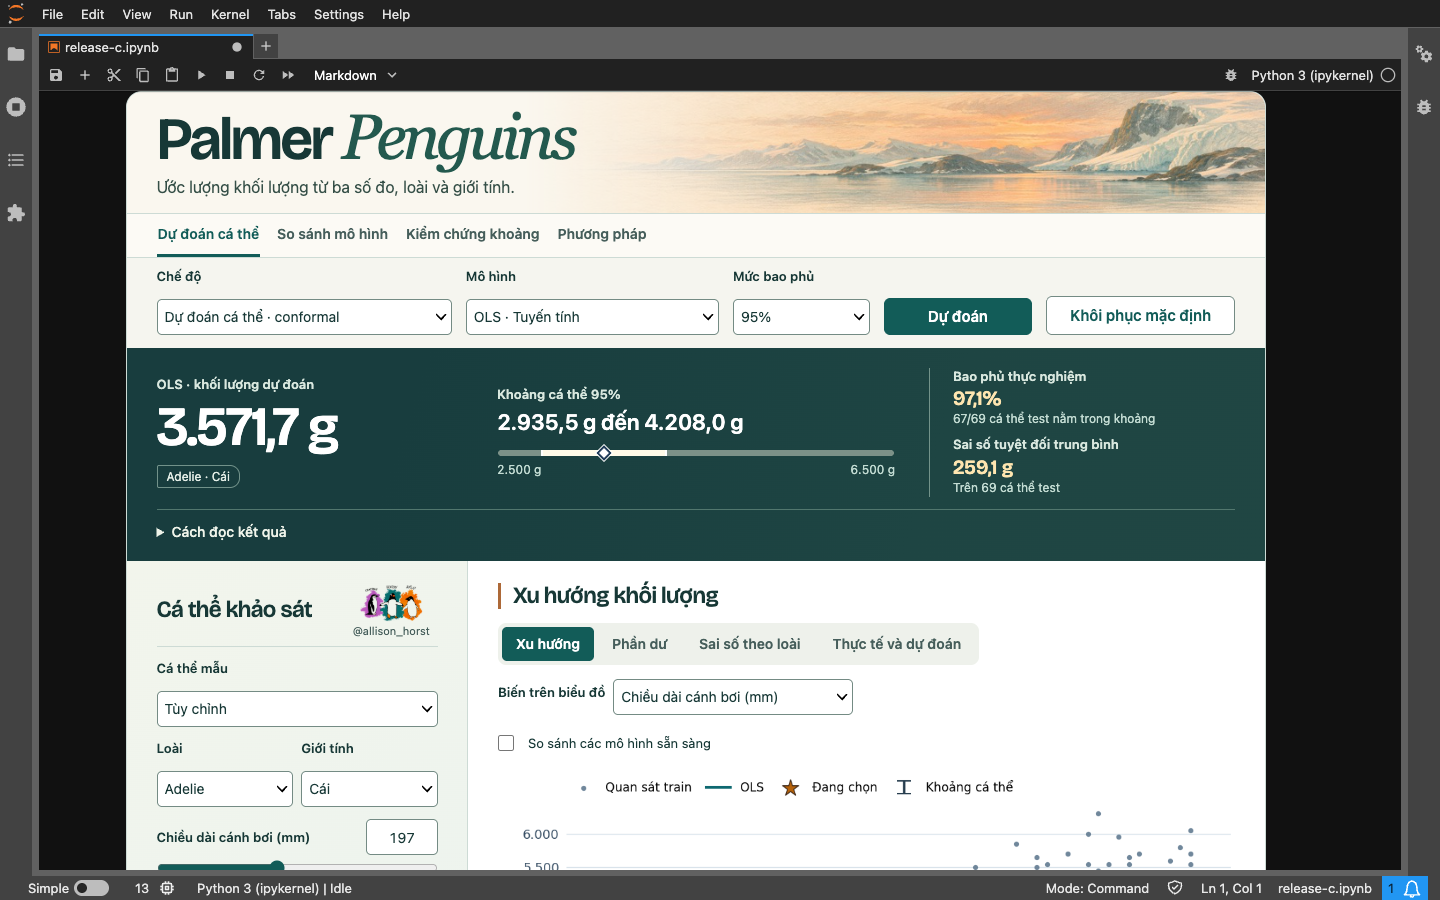 File Edit View Run Kernel Tabs Settings Help
release-c.ipynb
Markdown
Python 3 (ipykernel)
Palmer Penguins
Ước lượng khối lượng từ ba số đo, loài và giới tính.
Dự đoán cá thể So sánh mô hình Kiểm chứng khoảng Phương pháp
Chế độ Mô hình Mức bao phủ
Dự đoán cá thể · conformal OLS · Tuyến tính 95% Dự đoán Khôi phục mặc định
OLS · khối lượng dự đoán
3.571,7 g
Adelie · Cái
Khoảng cá thể 95%
2.935,5 g đến 4.208,0 g
2.500 g 6.500 g
Bao phủ thực nghiệm
97,1%
67/69 cá thể test nằm trong khoảng
Sai số tuyệt đối trung bình
259,1 g
Trên 69 cá thể test
Cách đọc kết quả
Cá thể khảo sát
@allison_horst
Cá thể mẫu
Tùy chỉnh
Loài Giới tính
Adelie Cái
Chiều dài cánh bơi (mm) 197
Xu hướng khối lượng
Xu hướng Phần dư Sai số theo loài Thực tế và dự đoán
Biến trên biểu đồ Chiều dài cánh bơi (mm)
So sánh các mô hình sẵn sàng
Quan sát train OLS Đang chọn Khoảng cá thể
6.000
5.500
Simple 13 Python 3 (ipykernel) | Idle Mode: Command Ln 1, Col 1 release-c.ipynb 1